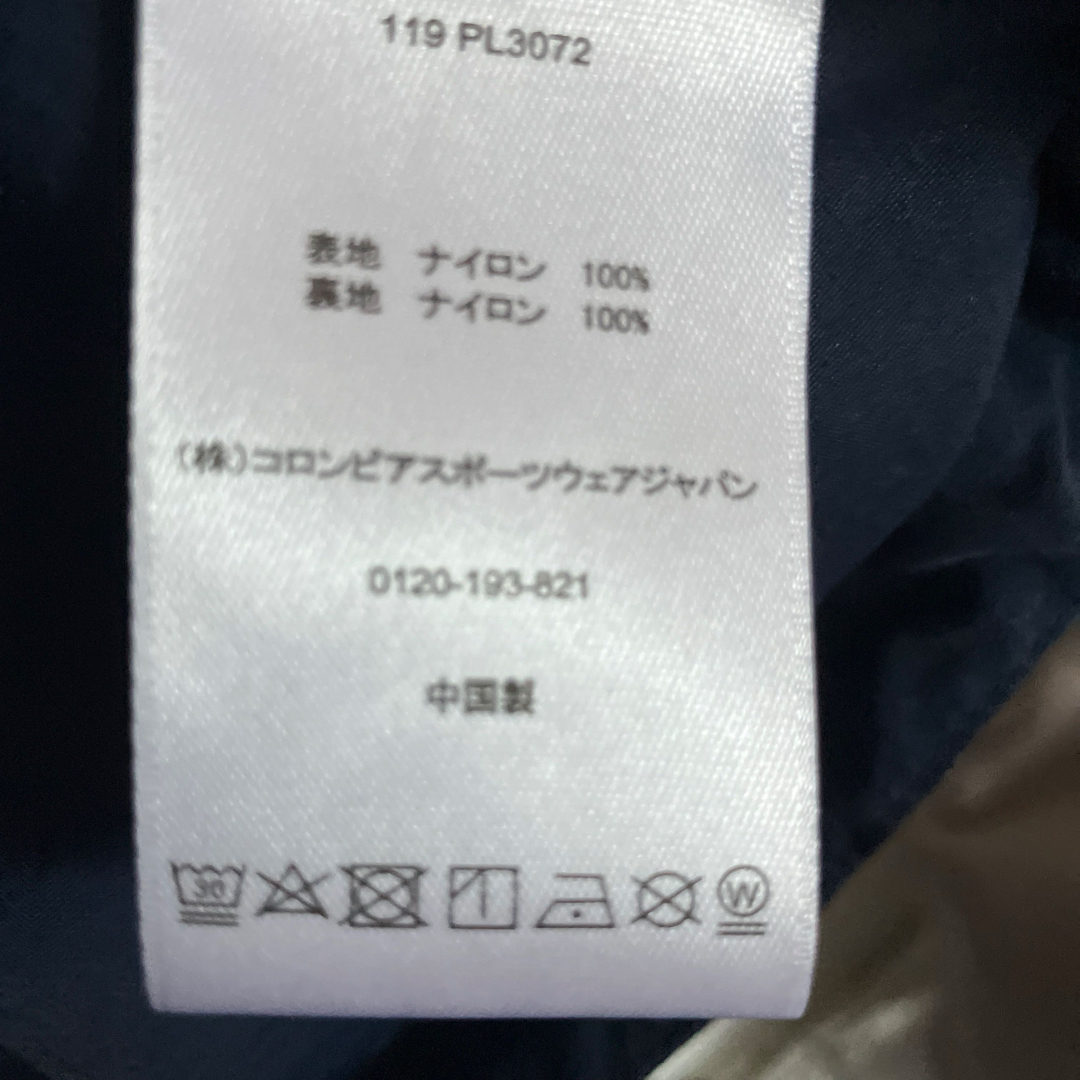 119 PL3072
表地 ナイロン 100%
裏地 ナイロン 100%
(株)コロンビアスポーツウェアジャパン
0120-193-821
中国製
30 W